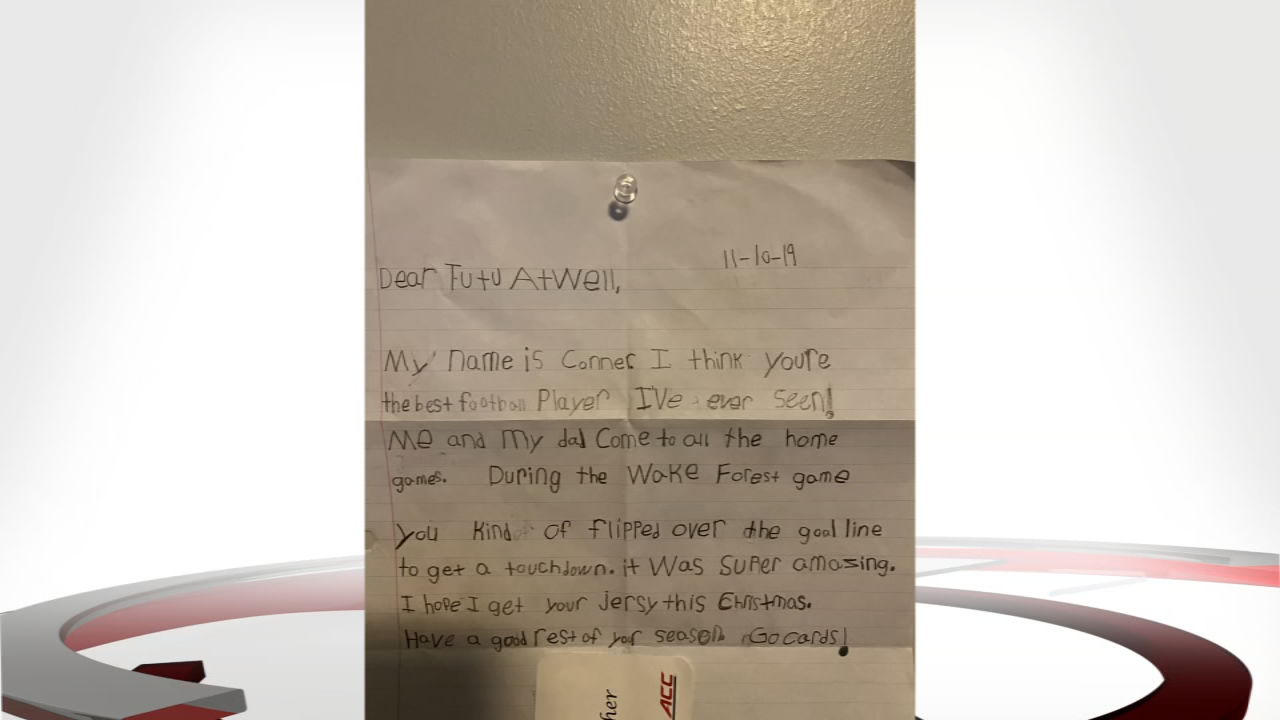 11-10-19
Dear Tutu Atwell,
My name is Conner I think you're
the best football Player I've ever seen!
Me and my dad Come to all the home
games. During the Wake Forest game
you kind of flipped over the goal line
to get a touchdown. it was super amazing.
I hope I get your jersy this Christmas.
Have a good rest of your season Go cards!
her
ACC